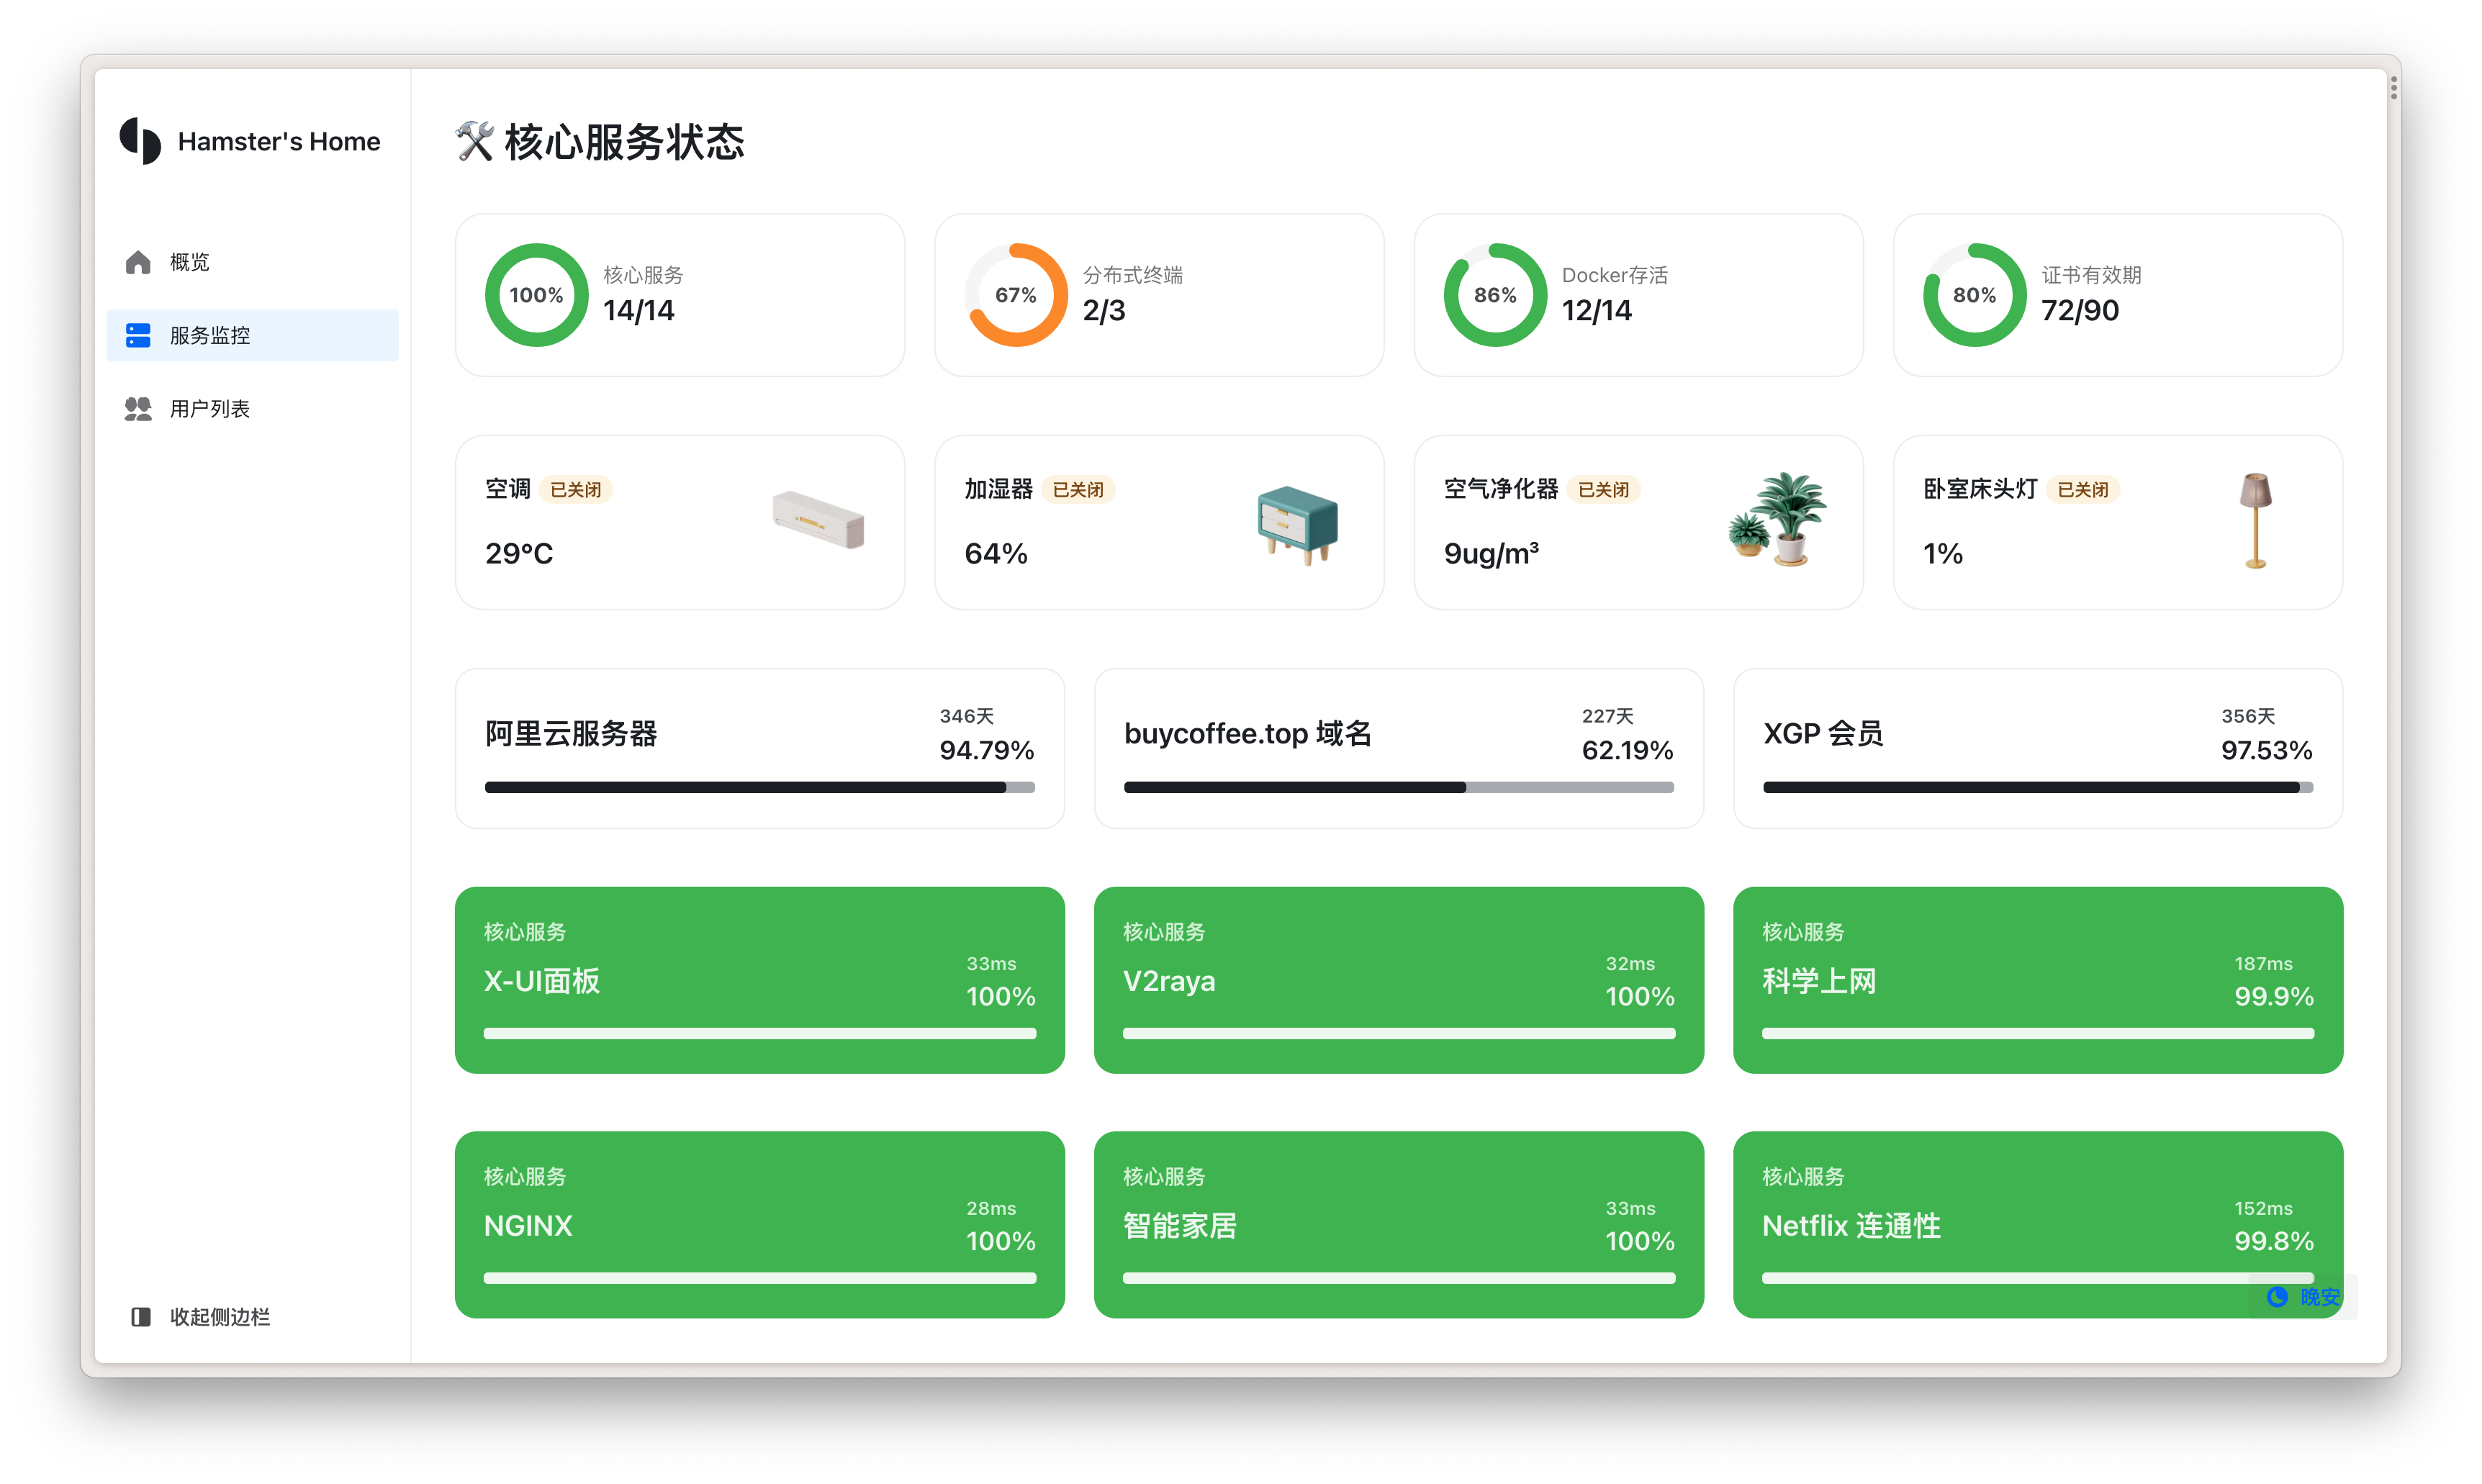 Hamster's Home
概览
服务监控
用户列表
收起侧边栏
核心服务状态
100%
核心服务
14/14
67%
分布式终端
2/3
86%
Docker存活
12/14
80%
证书有效期
72/90
空调 已关闭
29°C
加湿器 已关闭
64%
空气净化器 已关闭
9ug/m³
卧室床头灯 已关闭
1%
阿里云服务器
346天
94.79%
buycoffee.top 域名
227天
62.19%
XGP 会员
356天
97.53%
核心服务
X-UI面板
33ms
100%
核心服务
V2raya
32ms
100%
核心服务
科学上网
187ms
99.9%
核心服务
NGINX
28ms
100%
核心服务
智能家居
33ms
100%
核心服务
Netflix 连通性
152ms
99.8%
晚安